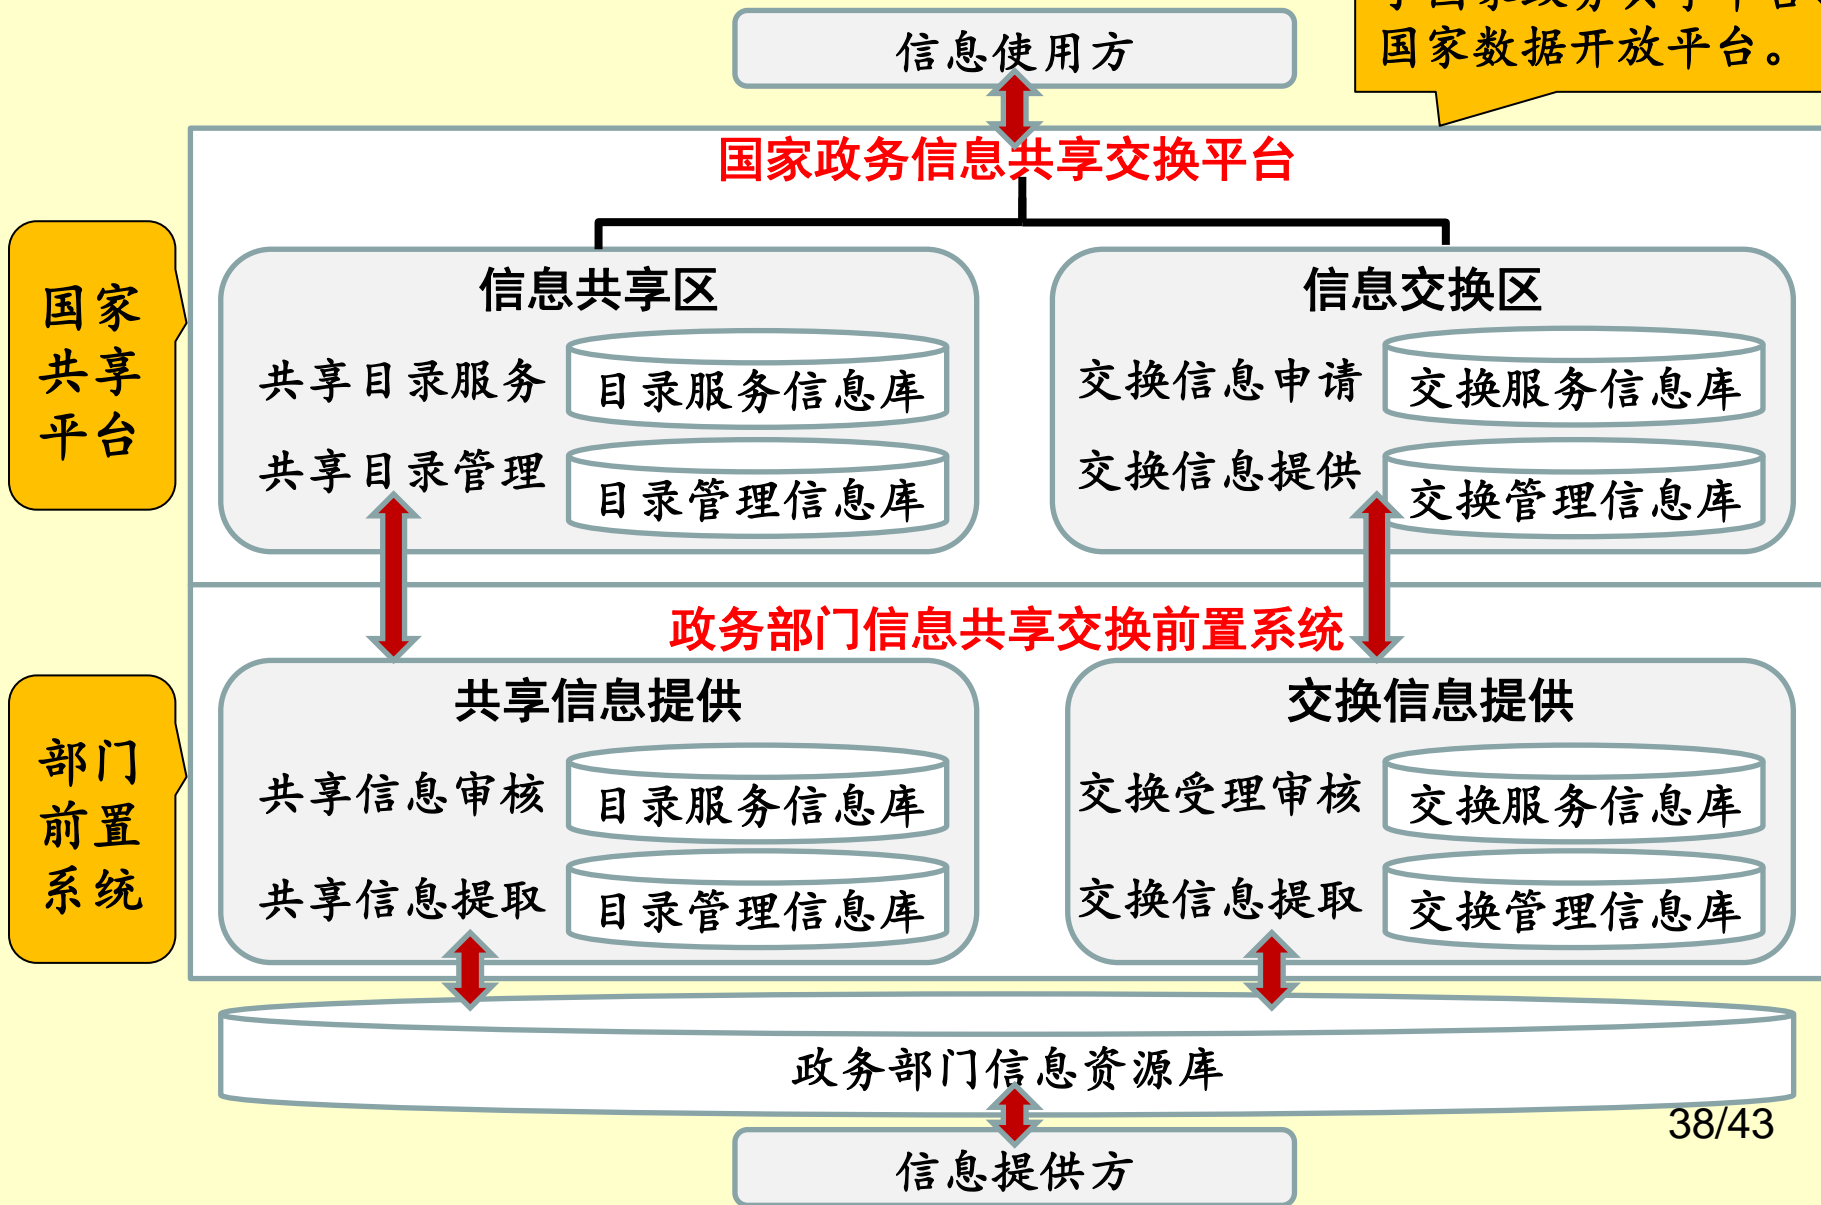 信息使用方
国家政务共享平台
国家数据开放平台。
国家政务信息共享交换平台
国家
共享
平台
信息共享区
共享目录服务
目录服务信息库
共享目录管理
目录管理信息库
信息交换区
交换信息申请
交换服务信息库
交换信息提供
交换管理信息库
政务部门信息共享交换前置系统
部门
前置
系统
共享信息提供
共享信息审核
目录服务信息库
共享信息提取
目录管理信息库
交换信息提供
交换受理审核
交换服务信息库
交换信息提取
交换管理信息库
政务部门信息资源库
38/43
信息提供方